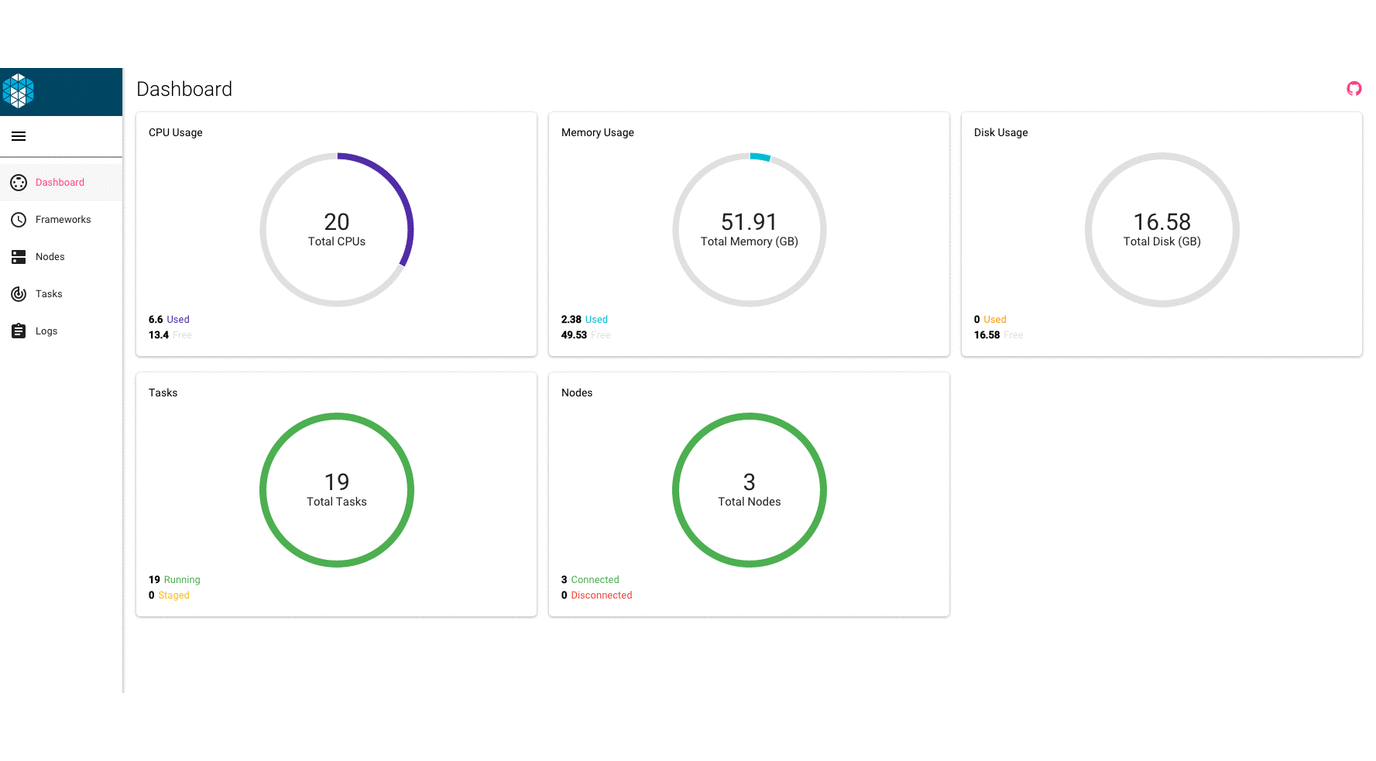 Dashboard
Dashboard
Frameworks
Nodes
Tasks
Logs
CPU Usage
20
Total CPUs
6.6 Used
13.4 Free
Memory Usage
51.91
Total Memory (GB)
2.38 Used
49.53 Free
Disk Usage
16.58
Total Disk (GB)
0 Used
16.58 Free
Tasks
19
Total Tasks
19 Running
0 Staged
Nodes
3
Total Nodes
3 Connected
0 Disconnected